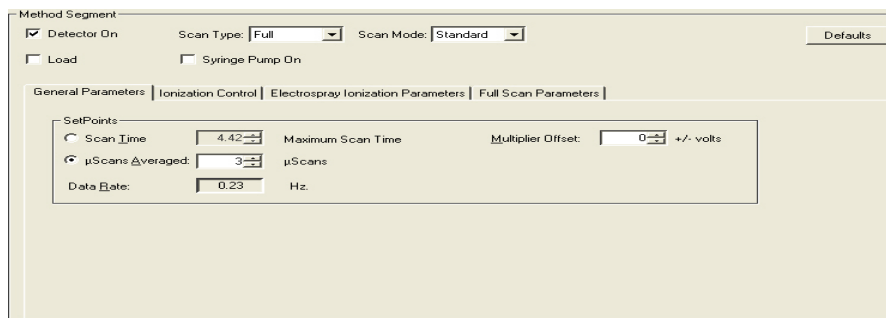 Method Segment
Detector On Scan Type: Full Scan Mode: Standard Defaults
Load Syringe Pump On
General Parameters Ionization Control Electrospray Ionization Parameters Full Scan Parameters
SetPoints
Scan Time 4.42 Maximum Scan Time Multiplier Offset: 0 +/- volts
µScans Averaged: 3 µScans
Data Rate: 0.23 Hz.